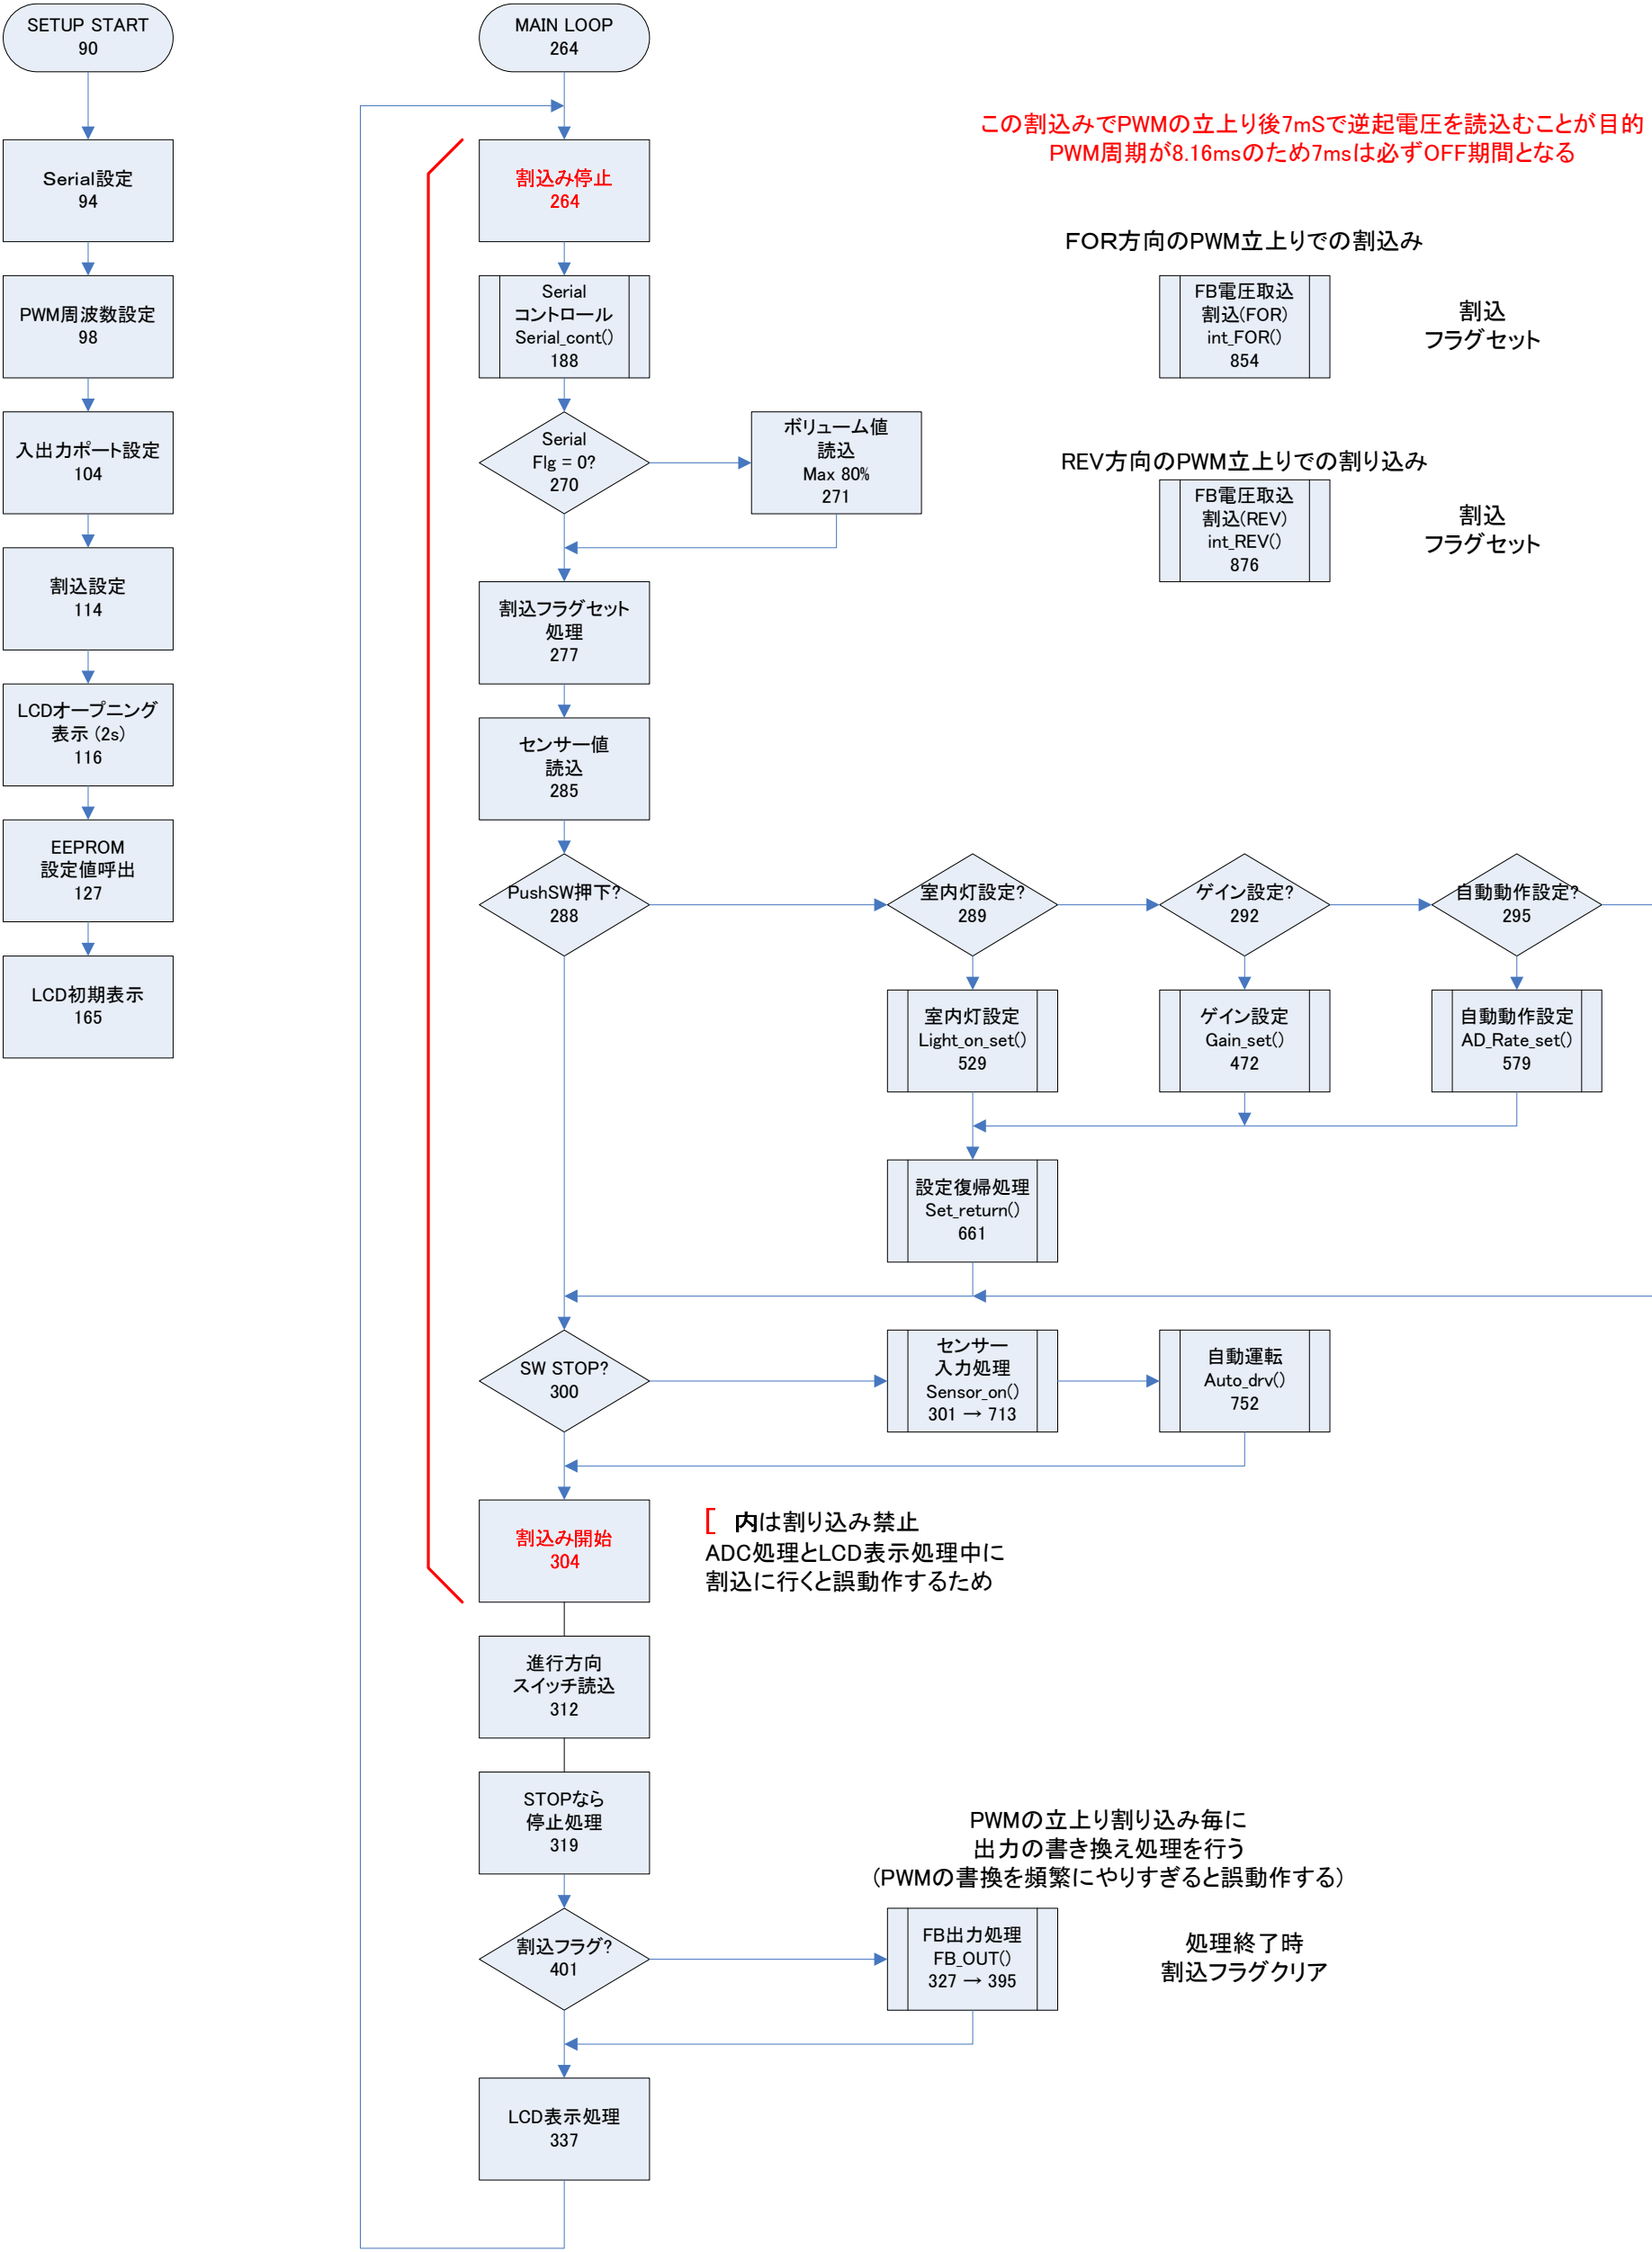 SETUP START
90
Serial設定
94
PWM周波数設定
98
入出力ポート設定
104
割込設定
114
LCDオープニング
表示 (2s)
116
EEPROM
設定値呼出
127
LCD初期表示
165
MAIN LOOP
264
割込み停止
264
Serial
コントロール
Serial_cont()
188
Serial
Flg = 0?
270
ボリューム値
読込
Max 80%
271
割込フラグセット
処理
277
センサー値
読込
285
PushSW押下?
288
室内灯設定?
289
ゲイン設定?
292
自動動作設定?
295
室内灯設定
Light_on_set()
529
ゲイン設定
Gain_set()
472
自動動作設定
AD_Rate_set()
579
設定復帰処理
Set_return()
661
SW STOP?
300
センサー
入力処理
Sensor_on()
301 → 713
自動運転
Auto_drv()
752
割込み開始
304
[ 内は割り込み禁止
ADC処理とLCD表示処理中に
割込に行くと誤動作するため
進行方向
スイッチ読込
312
STOPなら
停止処理
319
割込フラグ?
401
PWMの立上り割り込み毎に
出力の書き換え処理を行う
(PWMの書換を頻繁にやりすぎると誤動作する)
FB出力処理
FB_OUT()
327 → 395
処理終了時
割込フラグクリア
LCD表示処理
337
この割込みでPWMの立上り後7mSで逆起電圧を読込むことが目的
PWM周期が8.16msのため7msは必ずOFF期間となる
FOR方向のPWM立上りでの割込み
FB電圧取込
割込(FOR)
int_FOR()
854
割込
フラグセット
REV方向のPWM立上りでの割り込み
FB電圧取込
割込(REV)
int_REV()
876
割込
フラグセット